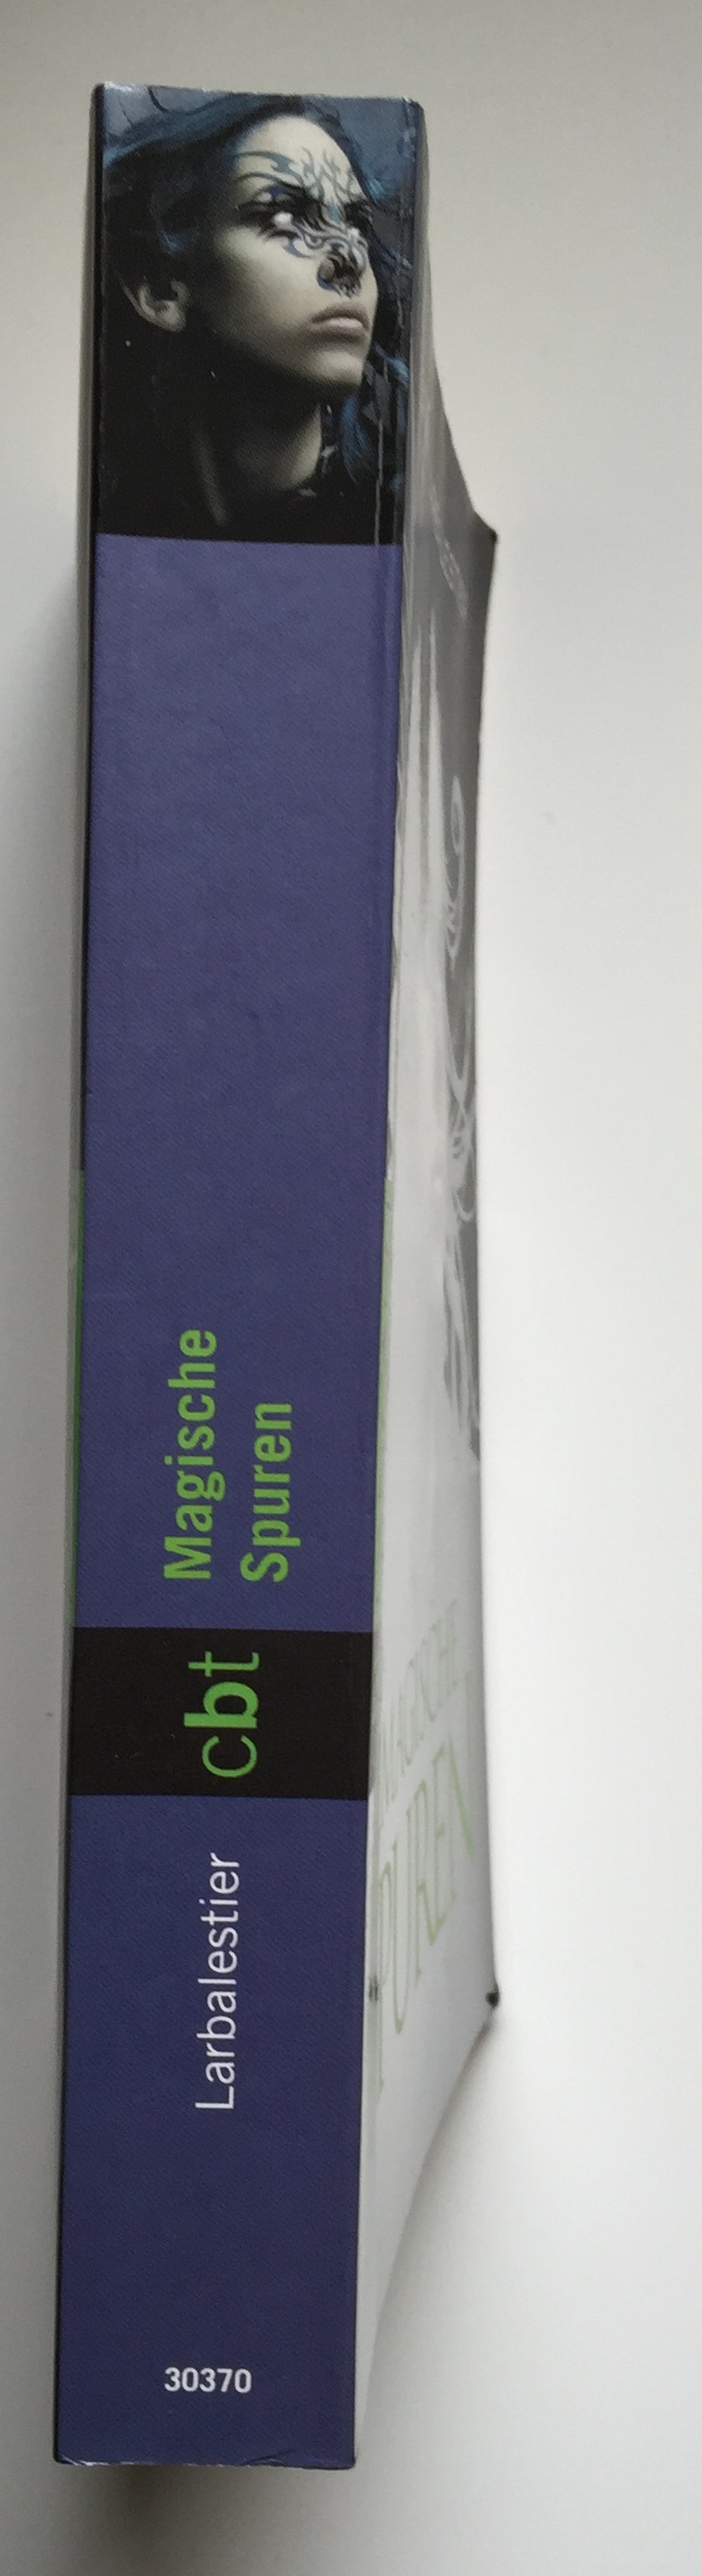 Magische
Spuren
cbt
Larbalestier
30370